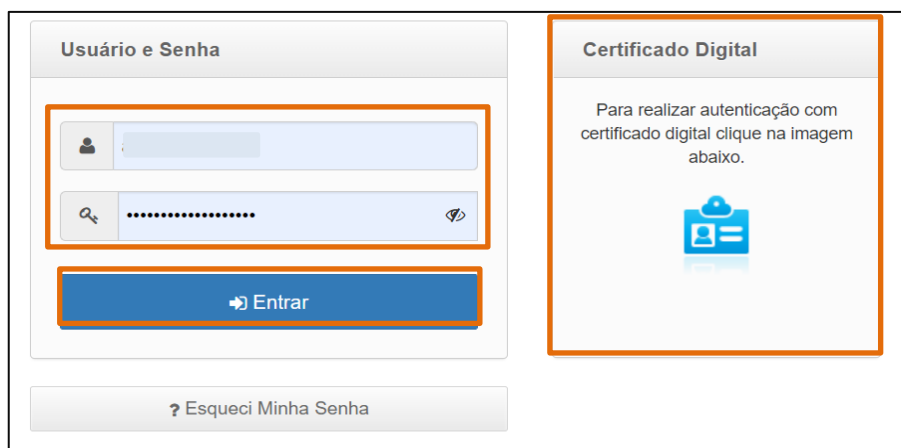 Usuário e Senha
Entrar
? Esqueci Minha Senha
Certificado Digital
Para realizar autenticação com
certificado digital clique na imagem
abaixo.